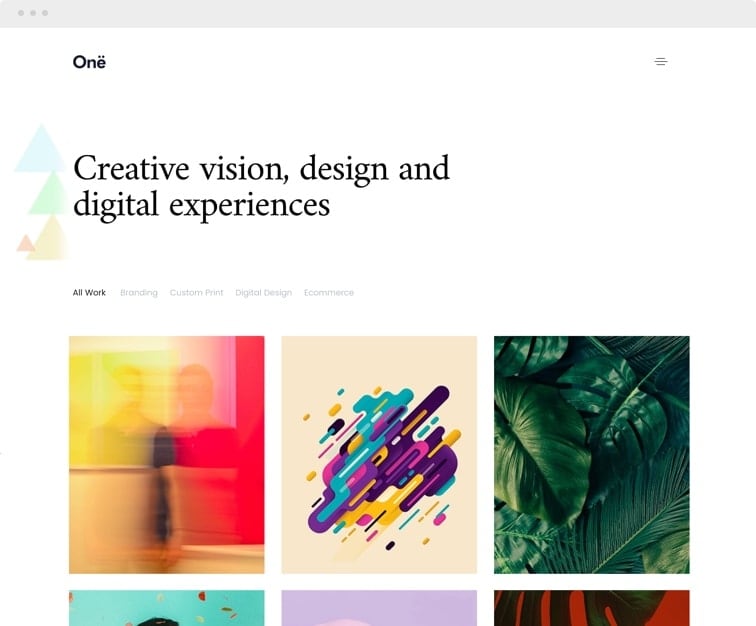 Onë
Creative vision, design and
digital experiences
All Work Branding Custom Print Digital Design Ecommerce